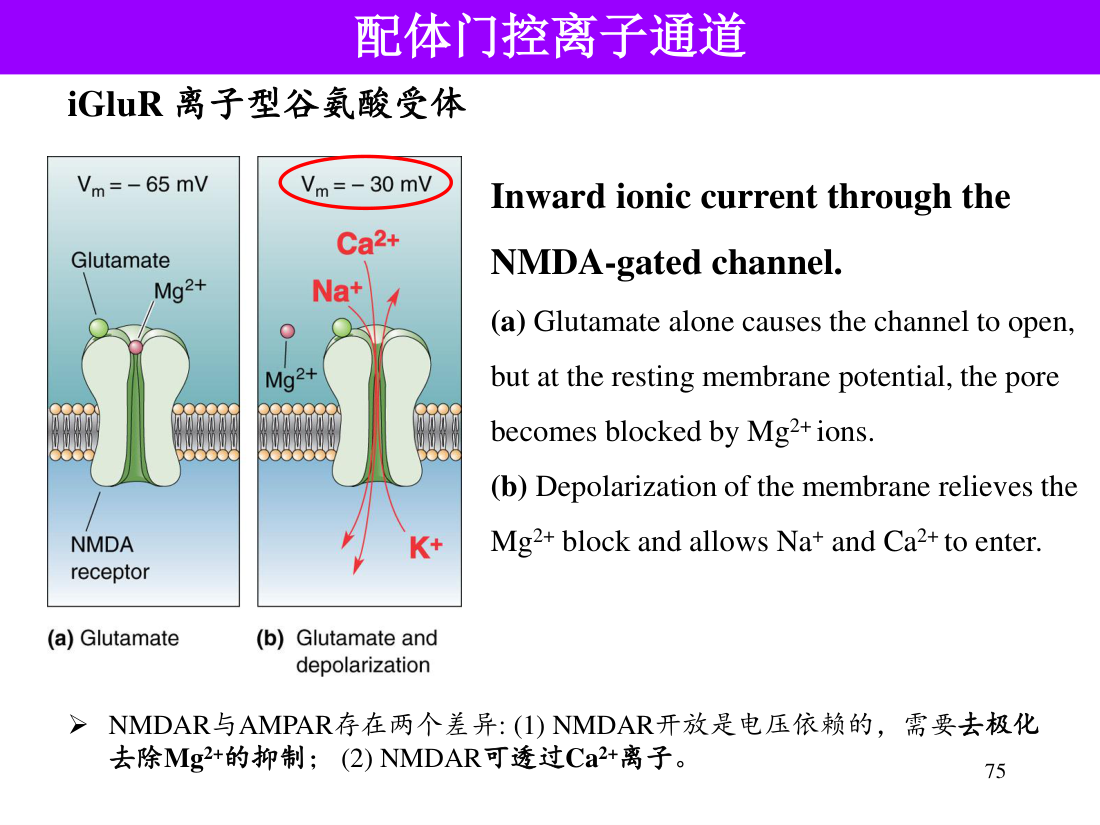 配体门控离子通道
iGluR 离子型谷氨酸受体
Vm = – 65 mV
Glutamate
Mg2+
NMDA
receptor
(a) Glutamate
Vm = – 30 mV
Ca2+
Na+
Mg2+
K+
(b) Glutamate and
depolarization
Inward ionic current through the
NMDA-gated channel.
(a) Glutamate alone causes the channel to open,
but at the resting membrane potential, the pore
becomes blocked by Mg2+ ions.
(b) Depolarization of the membrane relieves the
Mg2+ block and allows Na+ and Ca2+ to enter.
➢ NMDAR与AMPAR存在两个差异: (1) NMDAR开放是电压依赖的，需要去极化
去除Mg2+的抑制； (2) NMDAR可透过Ca2+离子。
75